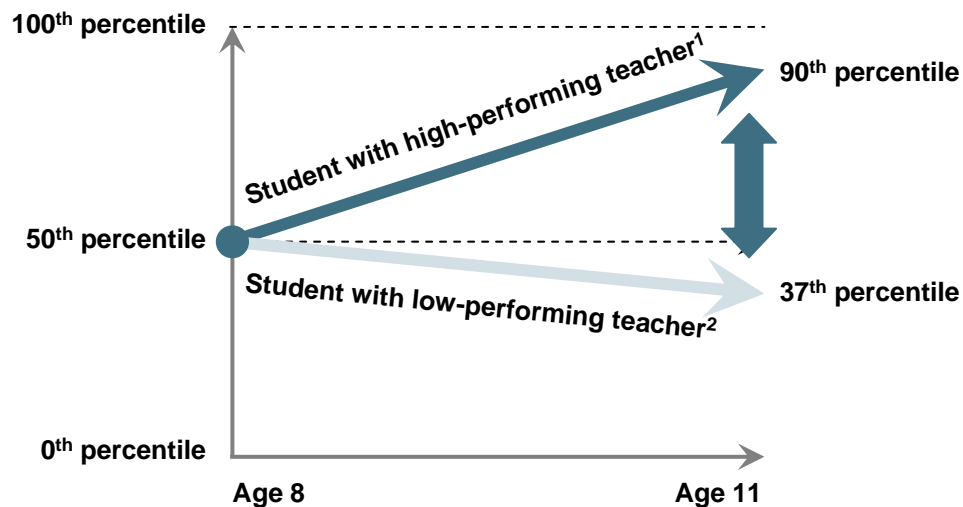 100th percentile
Student with high-performing teacher1
90th percentile
50th percentile
Student with low-performing teacher2
37th percentile
0th percentile
Age 8
Age 11